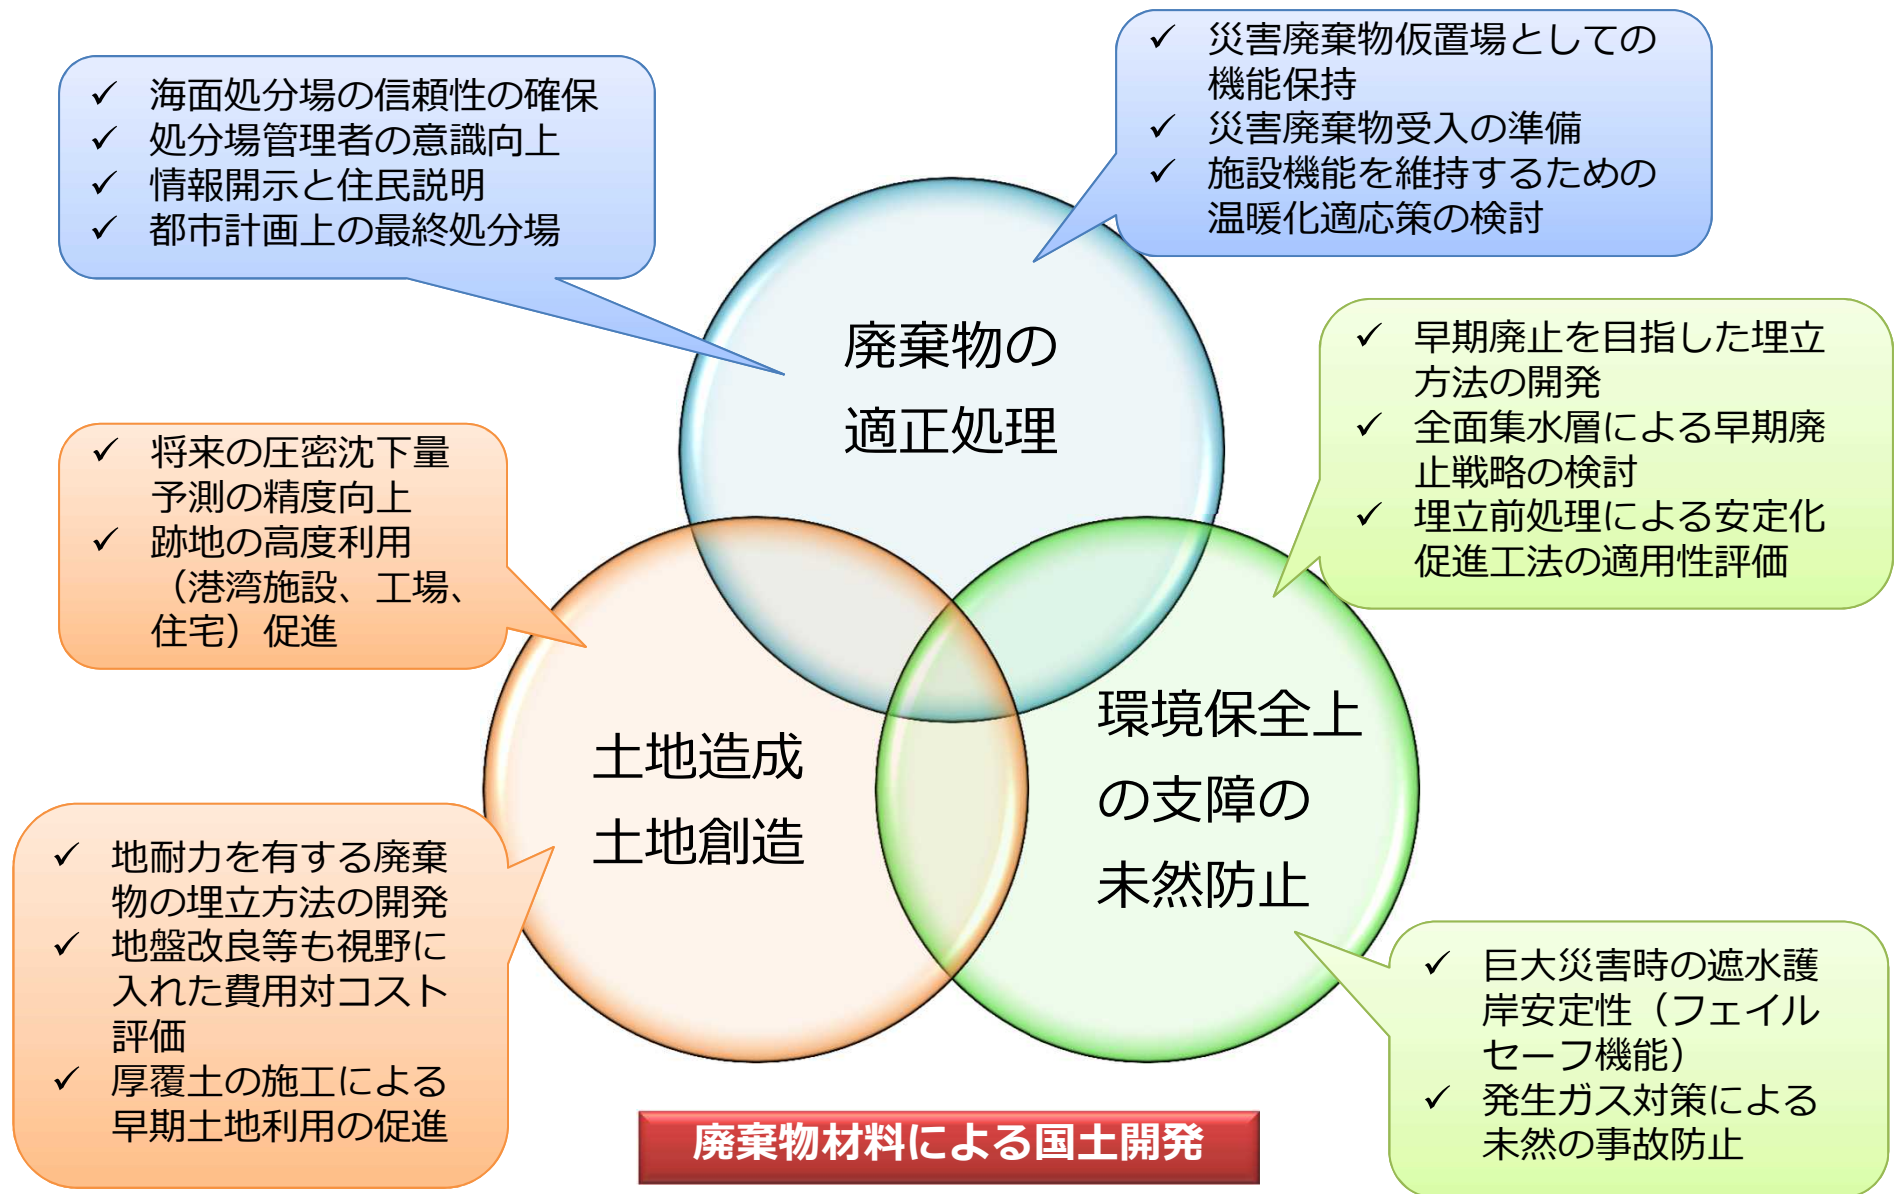 ✓ 海面処分場の信頼性の確保
✓ 処分場管理者の意識向上
✓ 情報開示と住民説明
✓ 都市計画上の最終処分場
✓ 災害廃棄物仮置場としての
機能保持
✓ 災害廃棄物受入の準備
✓ 施設機能を維持するための
温暖化適応策の検討
廃棄物の
適正処理
✓ 早期廃止を目指した埋立
方法の開発
✓ 全面集水層による早期廃
止戦略の検討
✓ 埋立前処理による安定化
促進工法の適用性評価
✓ 将来の圧密沈下量
予測の精度向上
✓ 跡地の高度利用
（港湾施設、工場、
住宅）促進
土地造成
土地創造
環境保全上
の支障の
未然防止
✓ 地耐力を有する廃棄
物の埋立方法の開発
✓ 地盤改良等も視野に
入れた費用対コスト
評価
✓ 厚覆土の施工による
早期土地利用の促進
✓ 巨大災害時の遮水護
岸安定性（フェイル
セーフ機能）
✓ 発生ガス対策による
未然の事故防止
廃棄物材料による国土開発